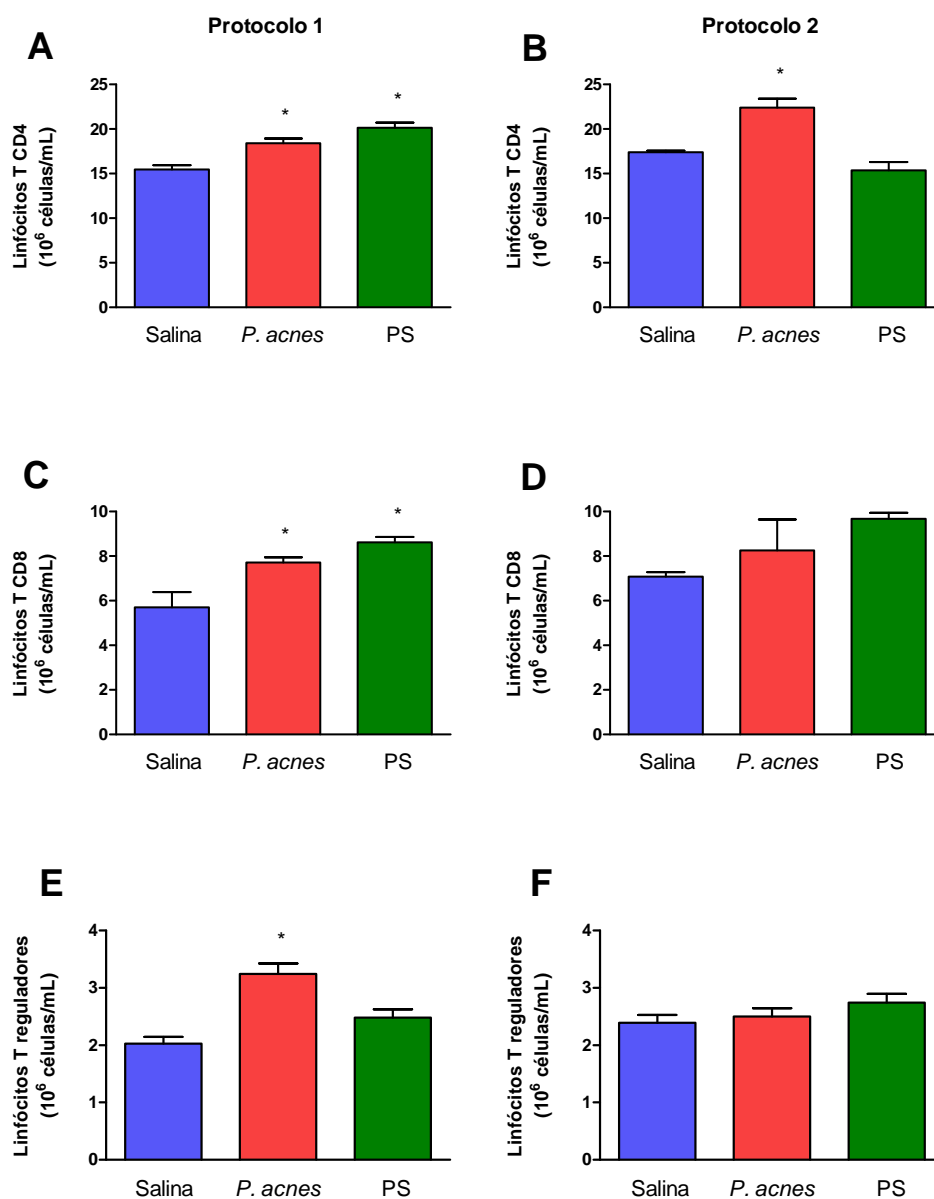 Protocolo 1
Protocolo 2
A
B
Linfócitos T CD4
(10⁶ células/mL)
25
20
15
10
5
0
*
*
Salina
P. acnes
PS
Linfócitos T CD4
(10⁶ células/mL)
25
20
15
10
5
0
*
Salina
P. acnes
PS
C
D
Linfócitos T CD8
(10⁶ células/mL)
10
8
6
4
2
0
*
*
Salina
P. acnes
PS
Linfócitos T CD8
(10⁶ células/mL)
10
8
6
4
2
0
Salina
P. acnes
PS
E
F
Linfócitos T reguladores
(10⁶ células/mL)
4
3
2
1
0
*
Salina
P. acnes
PS
Linfócitos T reguladores
(10⁶ células/mL)
4
3
2
1
0
Salina
P. acnes
PS